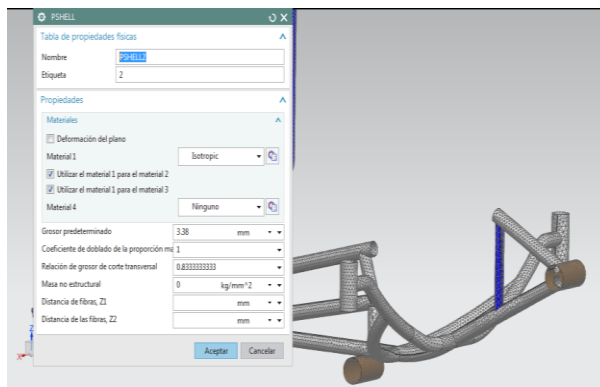 PSHELL
Tabla de propiedades físicas
Nombre PSHELL2
Etiqueta 2
Propiedades
Materiales
Deformación del plano
Material 1 Isotropic
Utilizar el material 1 para el material 2
Utilizar el material 1 para el material 3
Material 4 Ninguno
Grosor predeterminado 3.38 mm
Coeficiente de doblado de la proporción ma 1
Relación de grosor de corte transversal 0.8333333333
Masa no estructural 0 kg/mm^2
Distancia de fibras, Z1 mm
Distancia de las fibras, Z2 mm
Aceptar Cancelar
Z
X